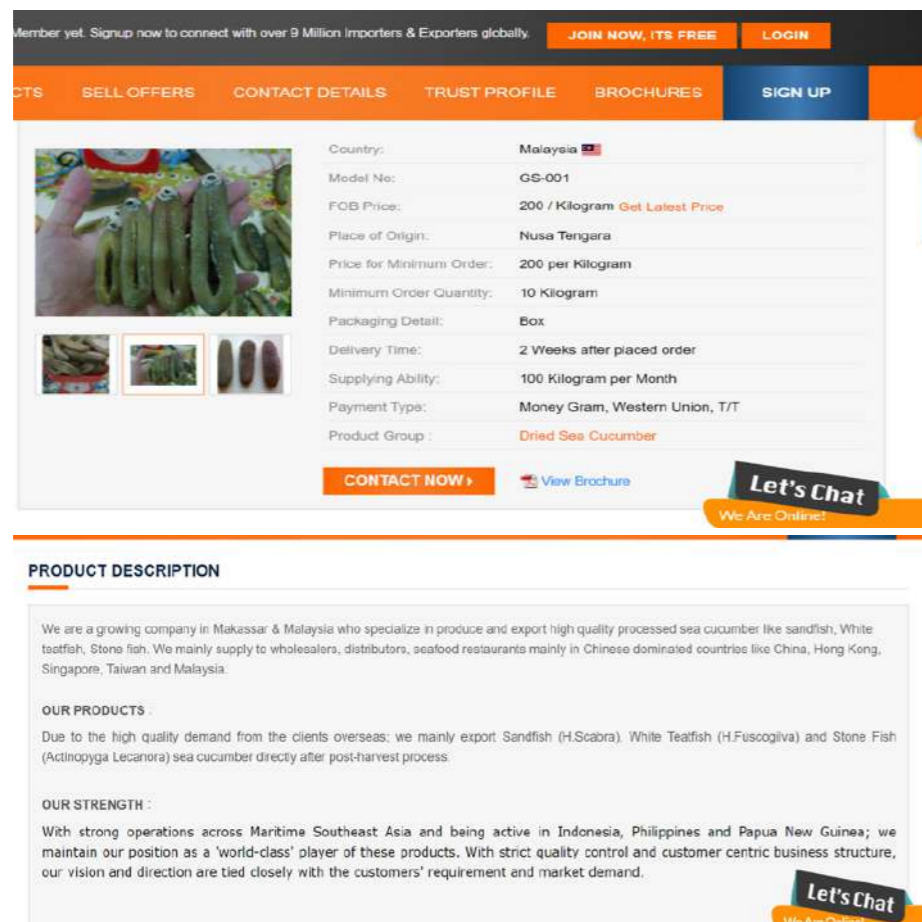 Member yet. Signup now to connect with over 9 Million Importers & Exporters globally. JOIN NOW, ITS FREE LOGIN
CTS SELL OFFERS CONTACT DETAILS TRUST PROFILE BROCHURES SIGN UP
Country: Malaysia
Model No: GS-001
FOB Price: 200 / Kilogram Get Latest Price
Place of Origin: Nusa Tengara
Price for Minimum Order: 200 per Kilogram
Minimum Order Quantity: 10 Kilogram
Packaging Detail: Box
Delivery Time: 2 Weeks after placed order
Supplying Ability: 100 Kilogram per Month
Payment Type: Money Gram, Western Union, T/T
Product Group : Dried Sea Cucumber
CONTACT NOW View Brochure
Let's Chat
We Are Online!
PRODUCT DESCRIPTION
We are a growing company in Makassar & Malaysia who specialize in produce and export high quality processed sea cucumber like sandfish, White
teatfish, Stone fish. We mainly supply to wholesalers, distributors, seafood restaurants mainly in Chinese dominated countries like China, Hong Kong,
Singapore, Taiwan and Malaysia.
OUR PRODUCTS :
Due to the high quality demand from the clients overseas; we mainly export Sandfish (H.Scabra), White Teatfish (H.Fuscogilva) and Stone Fish
(Actinopyga Lecanora) sea cucumber directly after post-harvest process.
OUR STRENGTH :
With strong operations across Maritime Southeast Asia and being active in Indonesia, Philippines and Papua New Guinea; we
maintain our position as a 'world-class' player of these products. With strict quality control and customer centric business structure,
our vision and direction are tied closely with the customers' requirement and market demand.
Let's Chat
We Are Online!